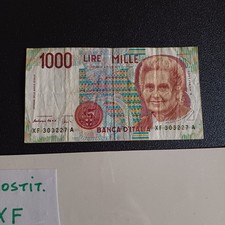 1000 LIRE MILLE
BANCA D'ITALIA
XF 303227 A XF 303227 A
OSTIT.
XF